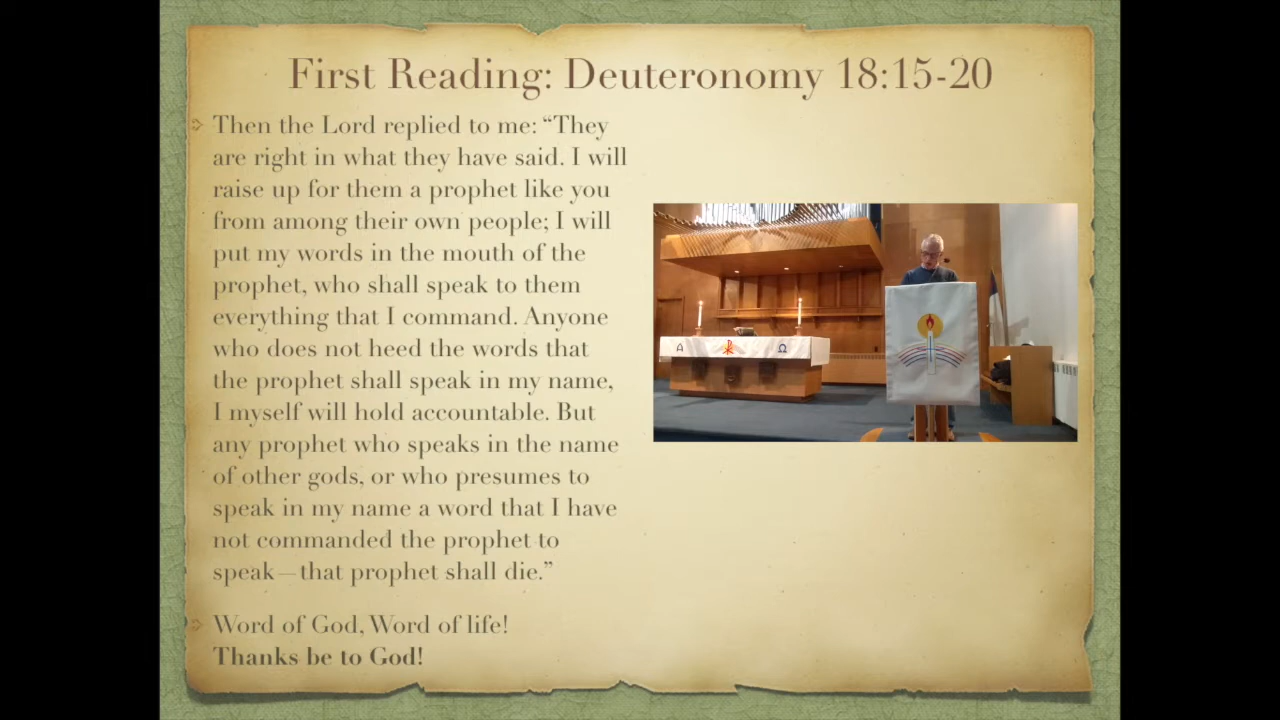 First Reading: Deuteronomy 18:15-20
Then the Lord replied to me: “They
are right in what they have said. I will
raise up for them a prophet like you
from among their own people; I will
put my words in the mouth of the
prophet, who shall speak to them
everything that I command. Anyone
who does not heed the words that
the prophet shall speak in my name,
I myself will hold accountable. But
any prophet who speaks in the name
of other gods, or who presumes to
speak in my name a word that I have
not commanded the prophet to
speak—that prophet shall die.”
Word of God, Word of life!
Thanks be to God!
Α
Ω